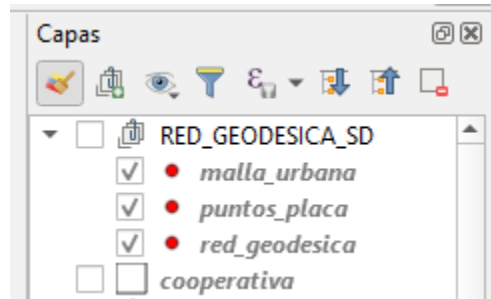 Capas
RED_GEODESICA_SD
malla_urbana
puntos_placa
red_geodesica
cooperativa